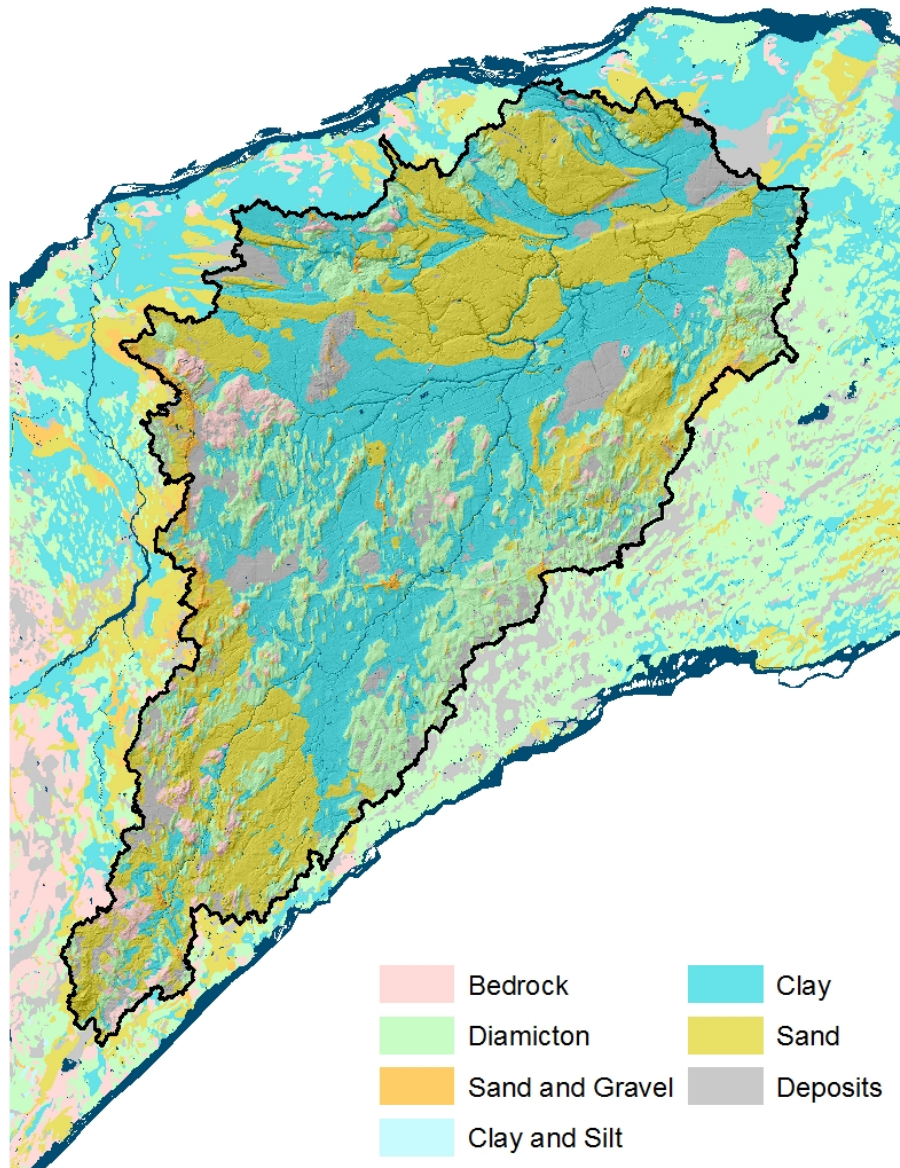 Bedrock
Diamicton
Sand and Gravel
Clay and Silt
Clay
Sand
Deposits